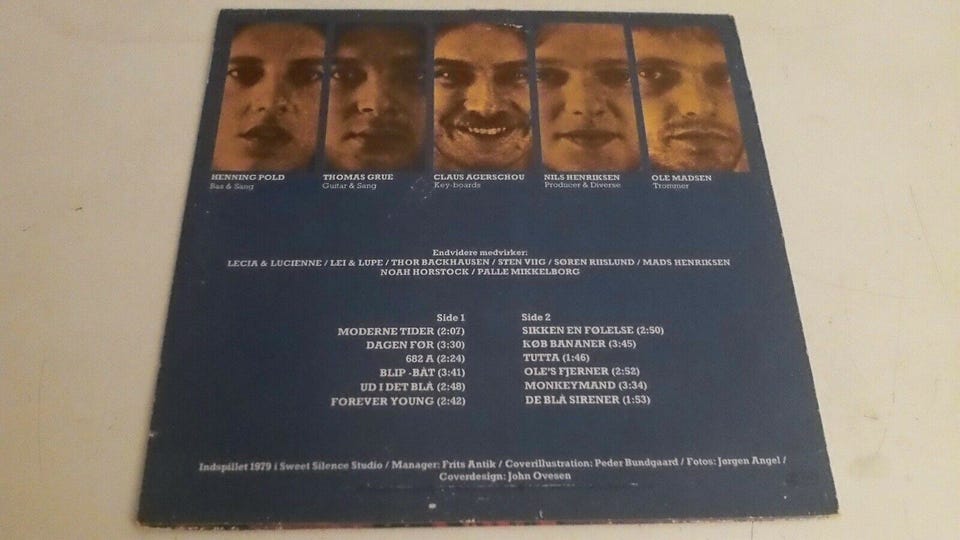 HENNING POLD
Bas & Sang
THOMAS GRUE
Guitar & Sang
CLAUS AGERSCHOU
Key-boards
NILS HENRIKSEN
Producer & Diverse
OLE MADSEN
Trommer
Endvidere medvirker:
LECIA & LUCIENNE / LEI & LUPE / THOR BACKHAUSEN / STEN VIIG / SØREN RIISLUND / MADS HENRIKSEN
NOAH HORSTOCK / PALLE MIKKELBORG
Side 1
MODERNE TIDER (2:07)
DAGEN FØR (3:30)
682 A (2:24)
BLIP -BÅT (3:41)
UD I DET BLÅ (2:48)
FOREVER YOUNG (2:42)
Side 2
SIKKEN EN FØLELSE (2:50)
KØB BANANER (3:45)
TUTTA (1:46)
OLE'S FJERNER (2:52)
MONKEYMAND (3:34)
DE BLÅ SIRENER (1:53)
Indspillet 1979 i Sweet Silence Studio / Manager: Frits Antik / Coverillustration: Peder Bundgaard / Fotos: Jørgen Angel /
Coverdesign: John Ovesen